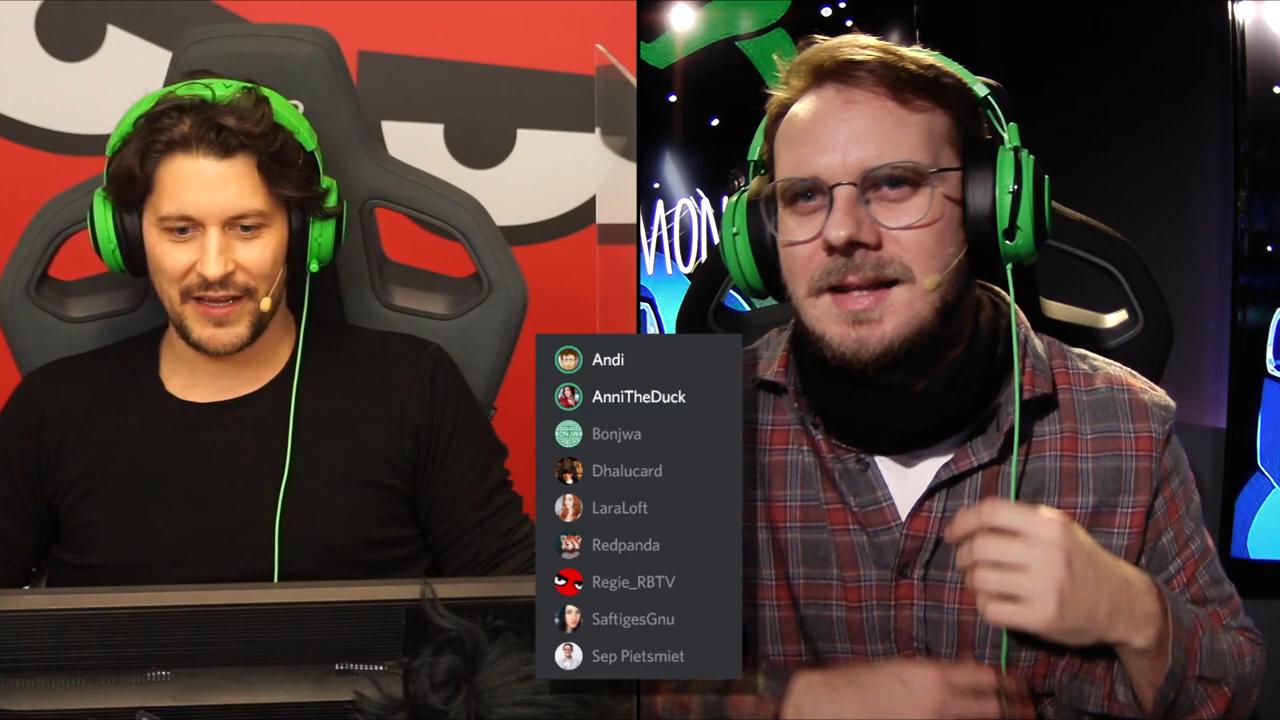 Andi
AnniTheDuck
Bonjwa
Dhalucard
LaraLoft
Redpanda
Regie_RBTV
SaftigesGnu
Sep Pietsmiet